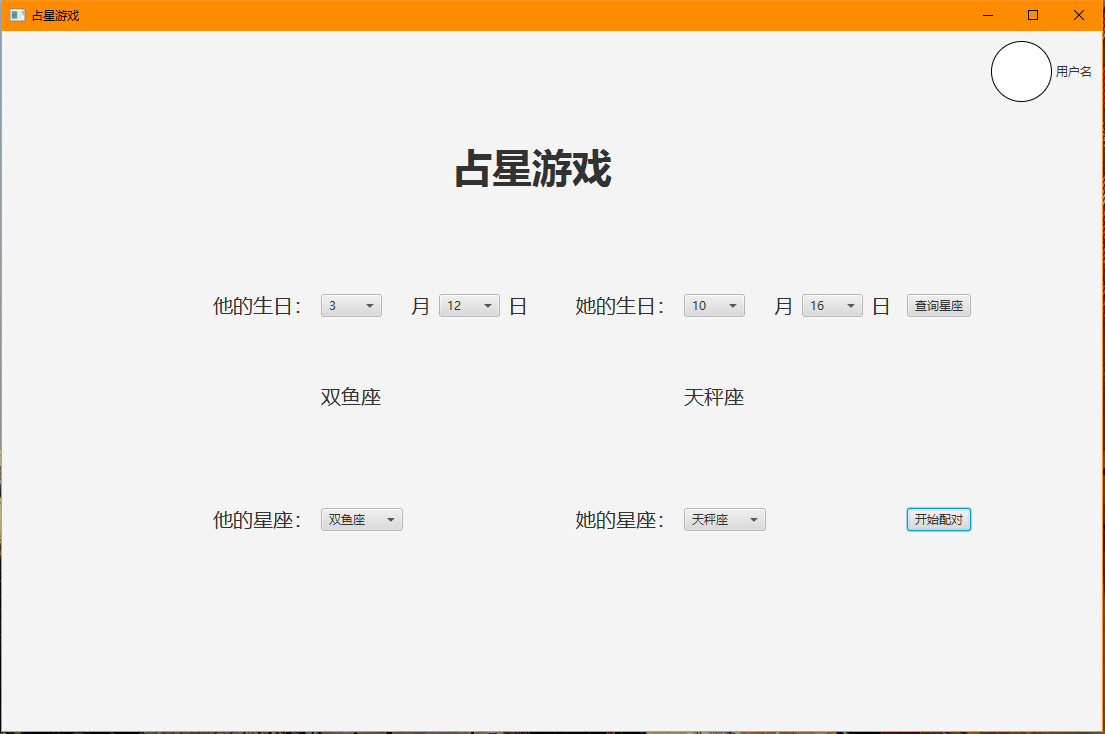 占星游戏
用户名
占星游戏
他的生日： 3 月 12 日 她的生日： 10 月 16 日 查询星座
双鱼座 天秤座
他的星座： 双鱼座 她的星座： 天秤座 开始配对